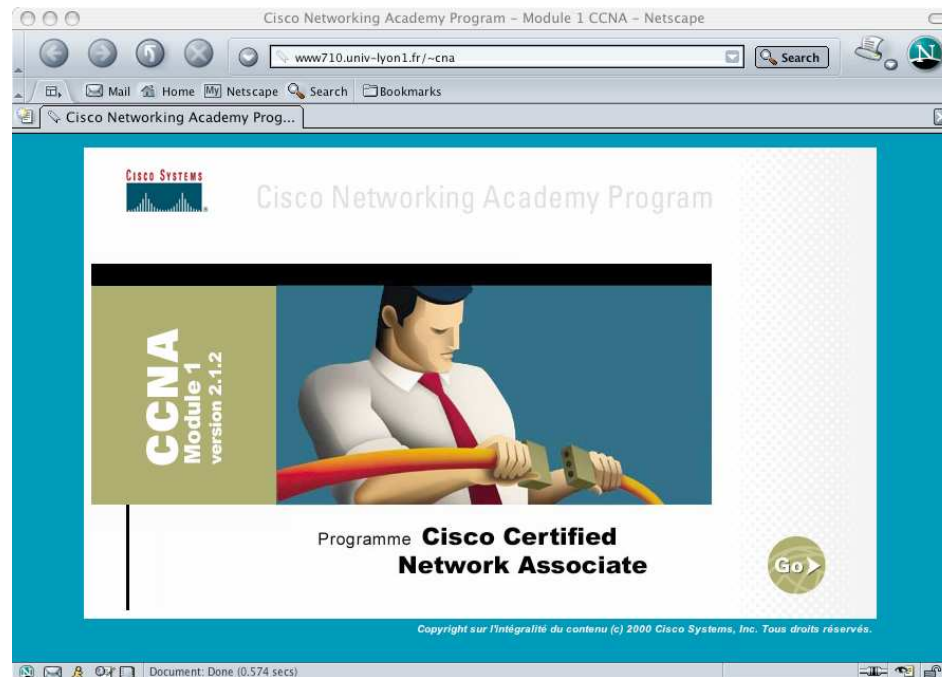 Cisco Networking Academy Program - Module 1 CCNA - Netscape
www710.univ-lyon1.fr/~cna
Search
N
Mail Home My Netscape Search Bookmarks
Cisco Networking Academy Prog...
CISCO SYSTEMS
Cisco Networking Academy Program
CCNA
Module 1
version 2.1.2
Programme Cisco Certified
Network Associate
Go
Copyright sur l'Intégralité du contenu (c) 2000 Cisco Systems, Inc. Tous droits réservés.
Document: Done (0.574 secs)